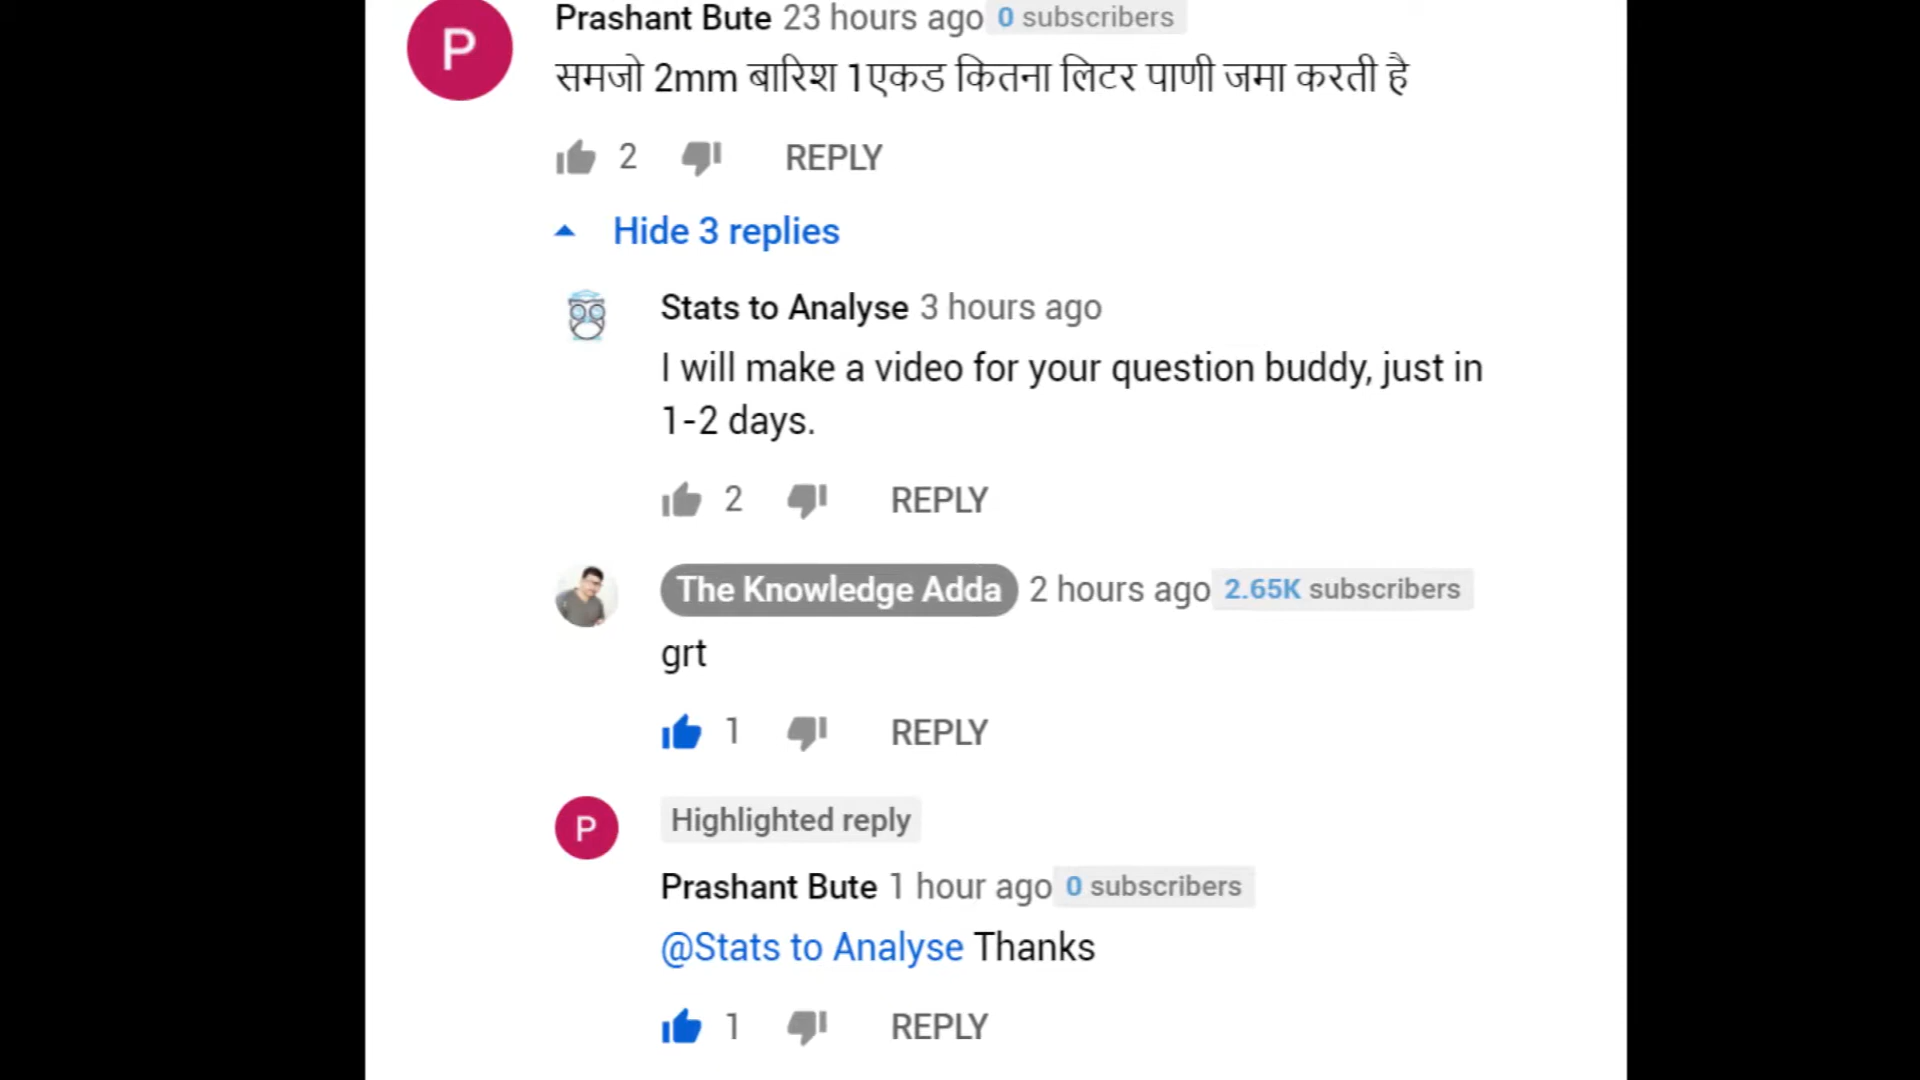 P
Prashant Bute 23 hours ago 0 subscribers
समजो 2mm बारिश 1एकड कितना लिटर पाणी जमा करती है
2 REPLY
Hide 3 replies
Stats to Analyse 3 hours ago
I will make a video for your question buddy, just in
1-2 days.
2 REPLY
The Knowledge Adda 2 hours ago 2.65K subscribers
grt
1 REPLY
P
Highlighted reply
Prashant Bute 1 hour ago 0 subscribers
@Stats to Analyse Thanks
1 REPLY